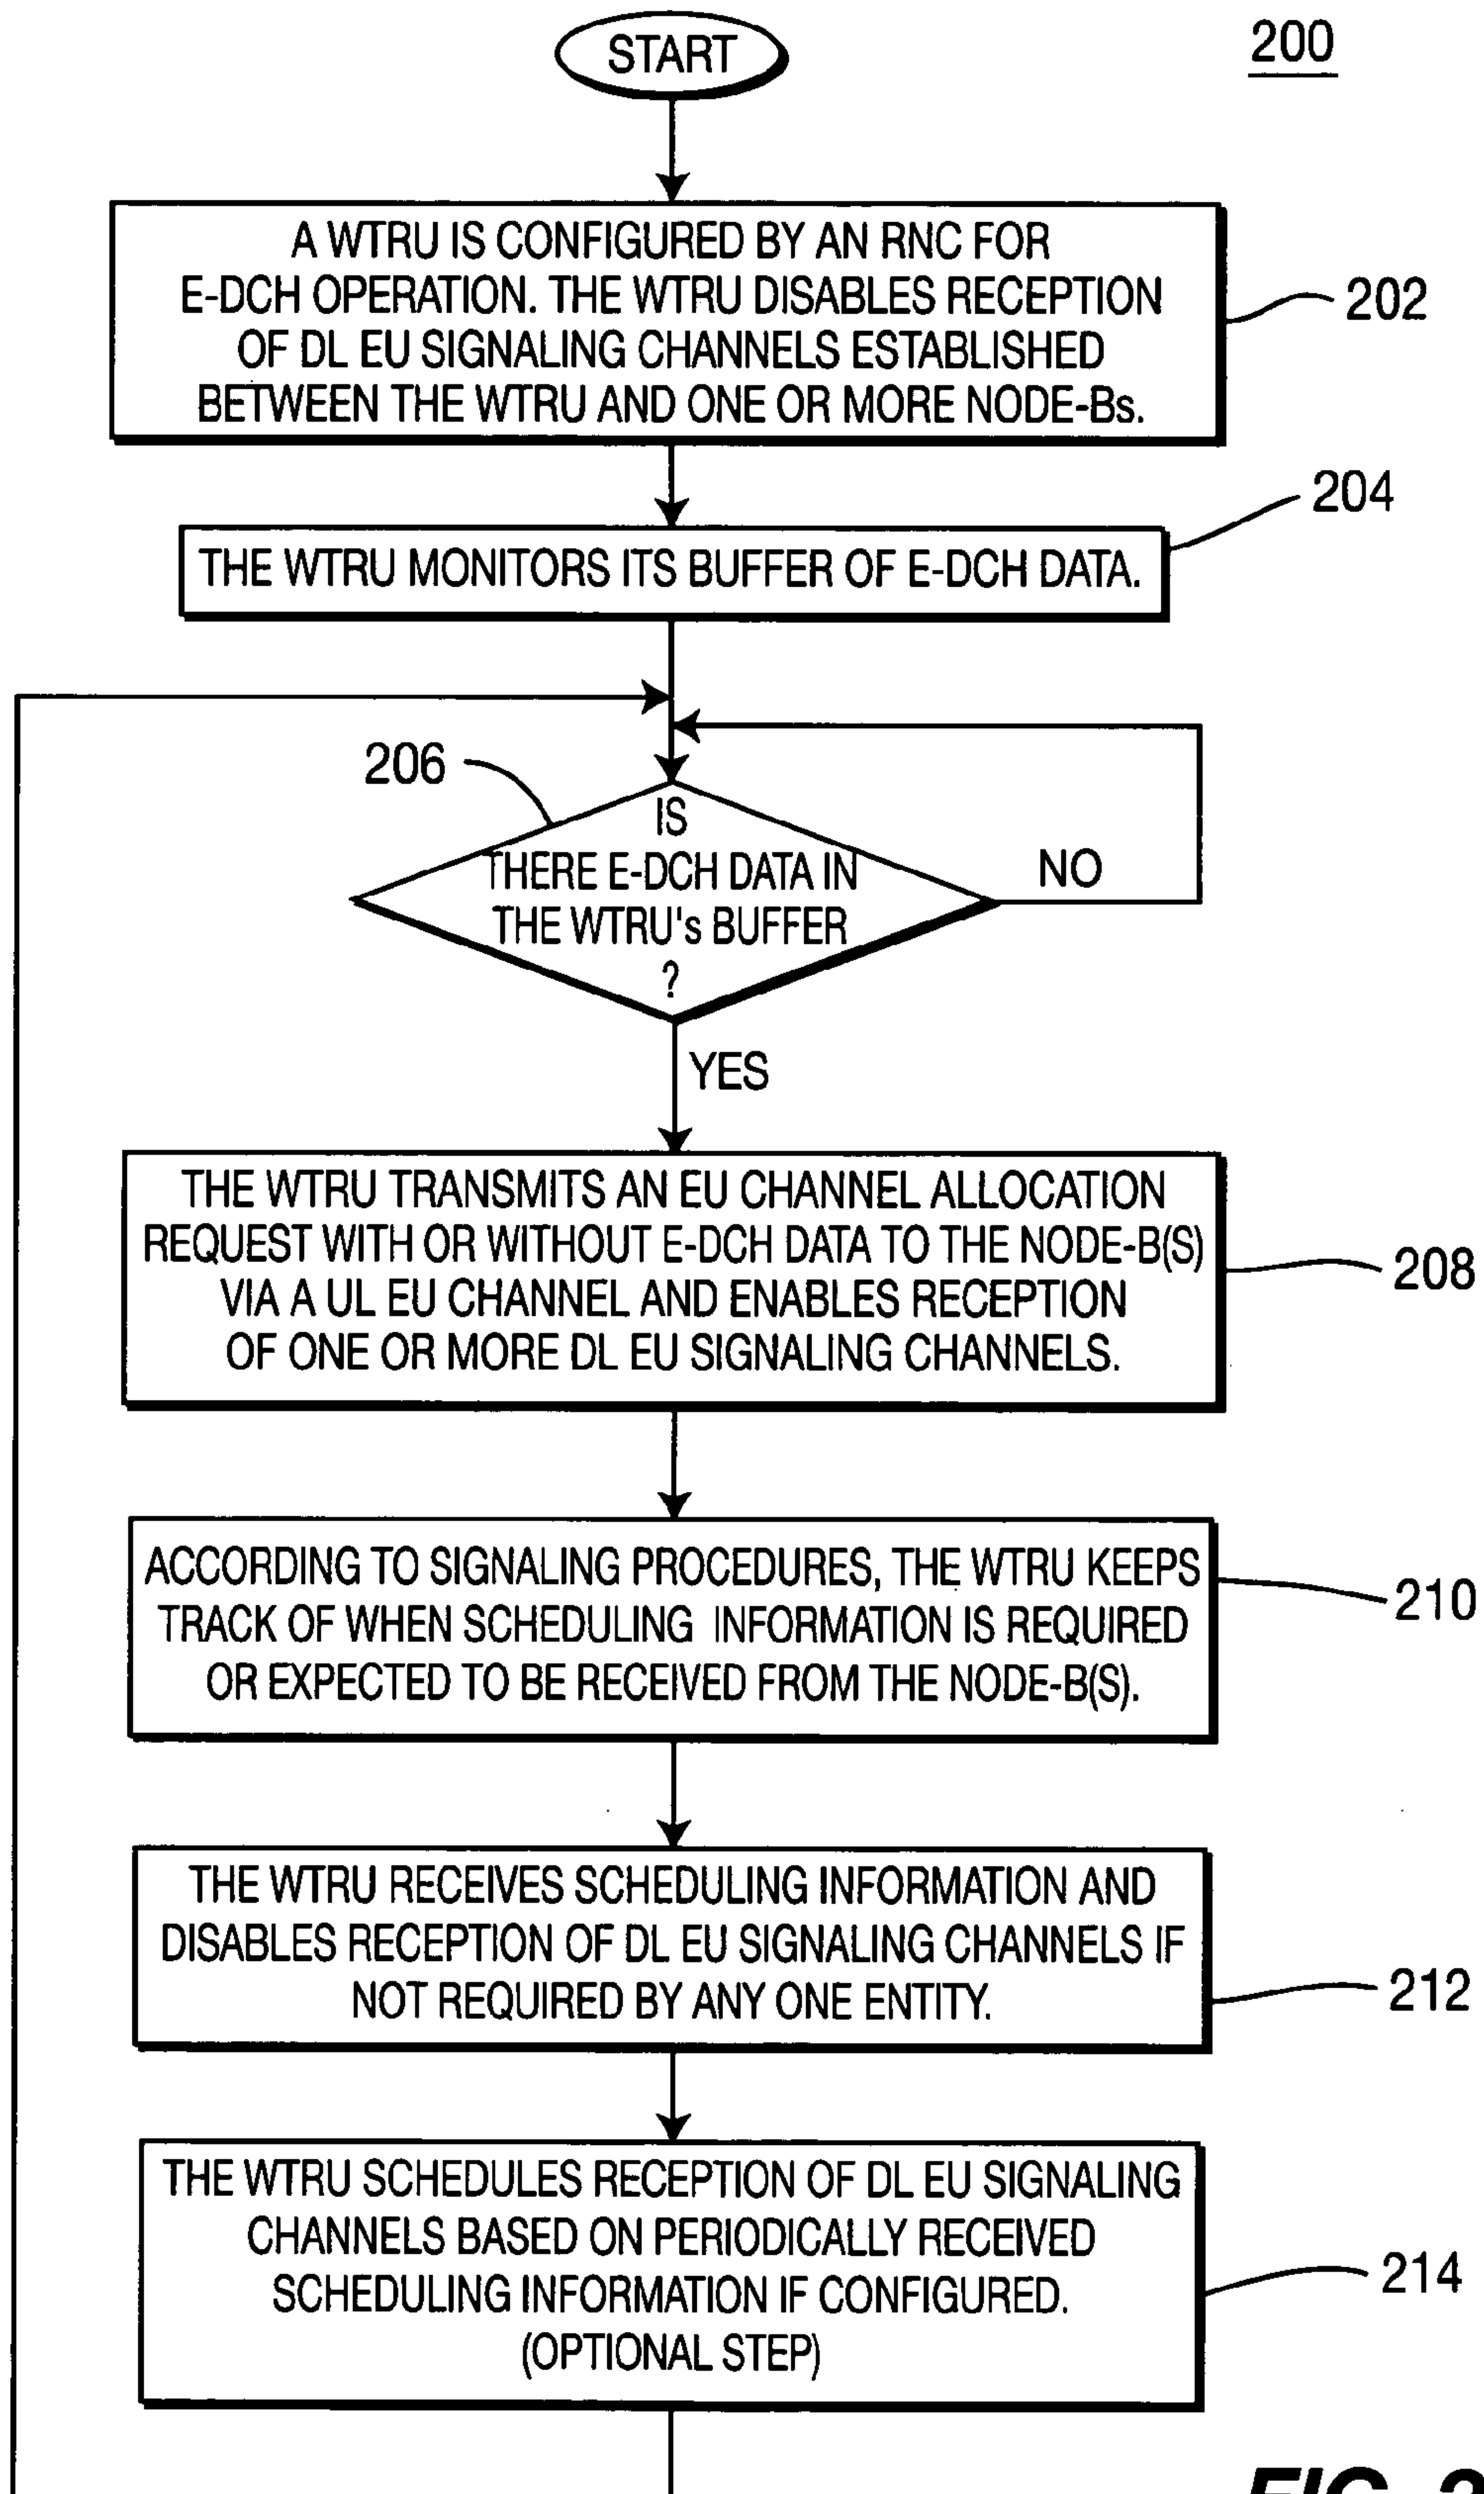 START
200
A WTRU IS CONFIGURED BY AN RNC FOR
E-DCH OPERATION. THE WTRU DISABLES RECEPTION
OF DL EU SIGNALING CHANNELS ESTABLISHED
BETWEEN THE WTRU AND ONE OR MORE NODE-Bs.
202
204
THE WTRU MONITORS ITS BUFFER OF E-DCH DATA.
206
IS
THERE E-DCH DATA IN
THE WTRU's BUFFER
?
NO
YES
THE WTRU TRANSMITS AN EU CHANNEL ALLOCATION
REQUEST WITH OR WITHOUT E-DCH DATA TO THE NODE-B(S)
VIA A UL EU CHANNEL AND ENABLES RECEPTION
OF ONE OR MORE DL EU SIGNALING CHANNELS.
208
ACCORDING TO SIGNALING PROCEDURES, THE WTRU KEEPS
TRACK OF WHEN SCHEDULING INFORMATION IS REQUIRED
OR EXPECTED TO BE RECEIVED FROM THE NODE-B(S).
210
THE WTRU RECEIVES SCHEDULING INFORMATION AND
DISABLES RECEPTION OF DL EU SIGNALING CHANNELS IF
NOT REQUIRED BY ANY ONE ENTITY.
212
THE WTRU SCHEDULES RECEPTION OF DL EU SIGNALING
CHANNELS BASED ON PERIODICALLY RECEIVED
SCHEDULING INFORMATION IF CONFIGURED.
(OPTIONAL STEP)
214
FIG.